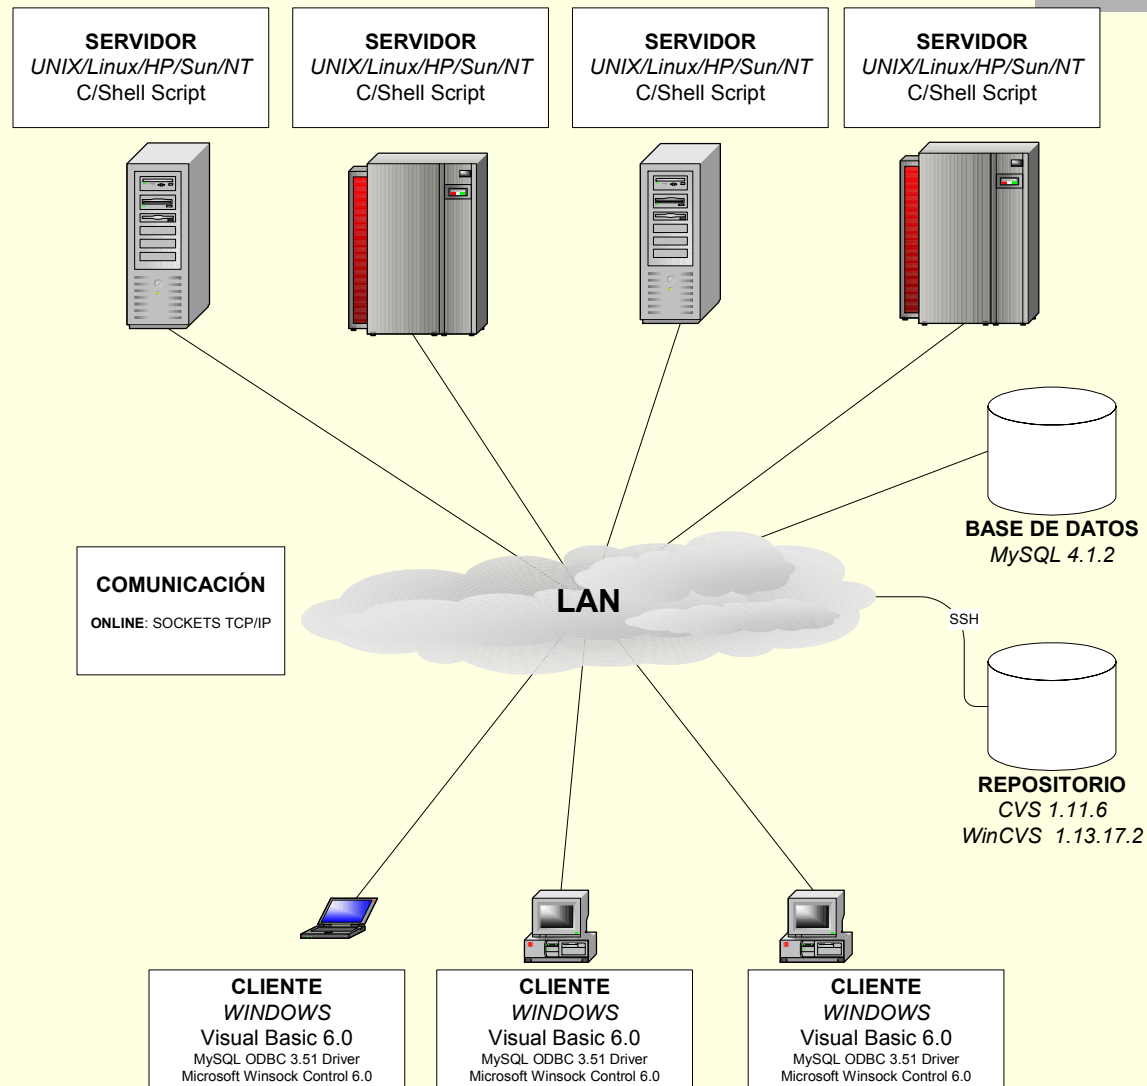 SERVIDOR
UNIX/Linux/HP/Sun/NT
C/Shell Script
SERVIDOR
UNIX/Linux/HP/Sun/NT
C/Shell Script
SERVIDOR
UNIX/Linux/HP/Sun/NT
C/Shell Script
SERVIDOR
UNIX/Linux/HP/Sun/NT
C/Shell Script
BASE DE DATOS
MySQL 4.1.2
COMUNICACIÓN
ONLINE: SOCKETS TCP/IP
LAN
SSH
REPOSITORIO
CVS 1.11.6
WinCVS 1.13.17.2
CLIENTE
WINDOWS
Visual Basic 6.0
MySQL ODBC 3.51 Driver
Microsoft Winsock Control 6.0
CLIENTE
WINDOWS
Visual Basic 6.0
MySQL ODBC 3.51 Driver
Microsoft Winsock Control 6.0
CLIENTE
WINDOWS
Visual Basic 6.0
MySQL ODBC 3.51 Driver
Microsoft Winsock Control 6.0